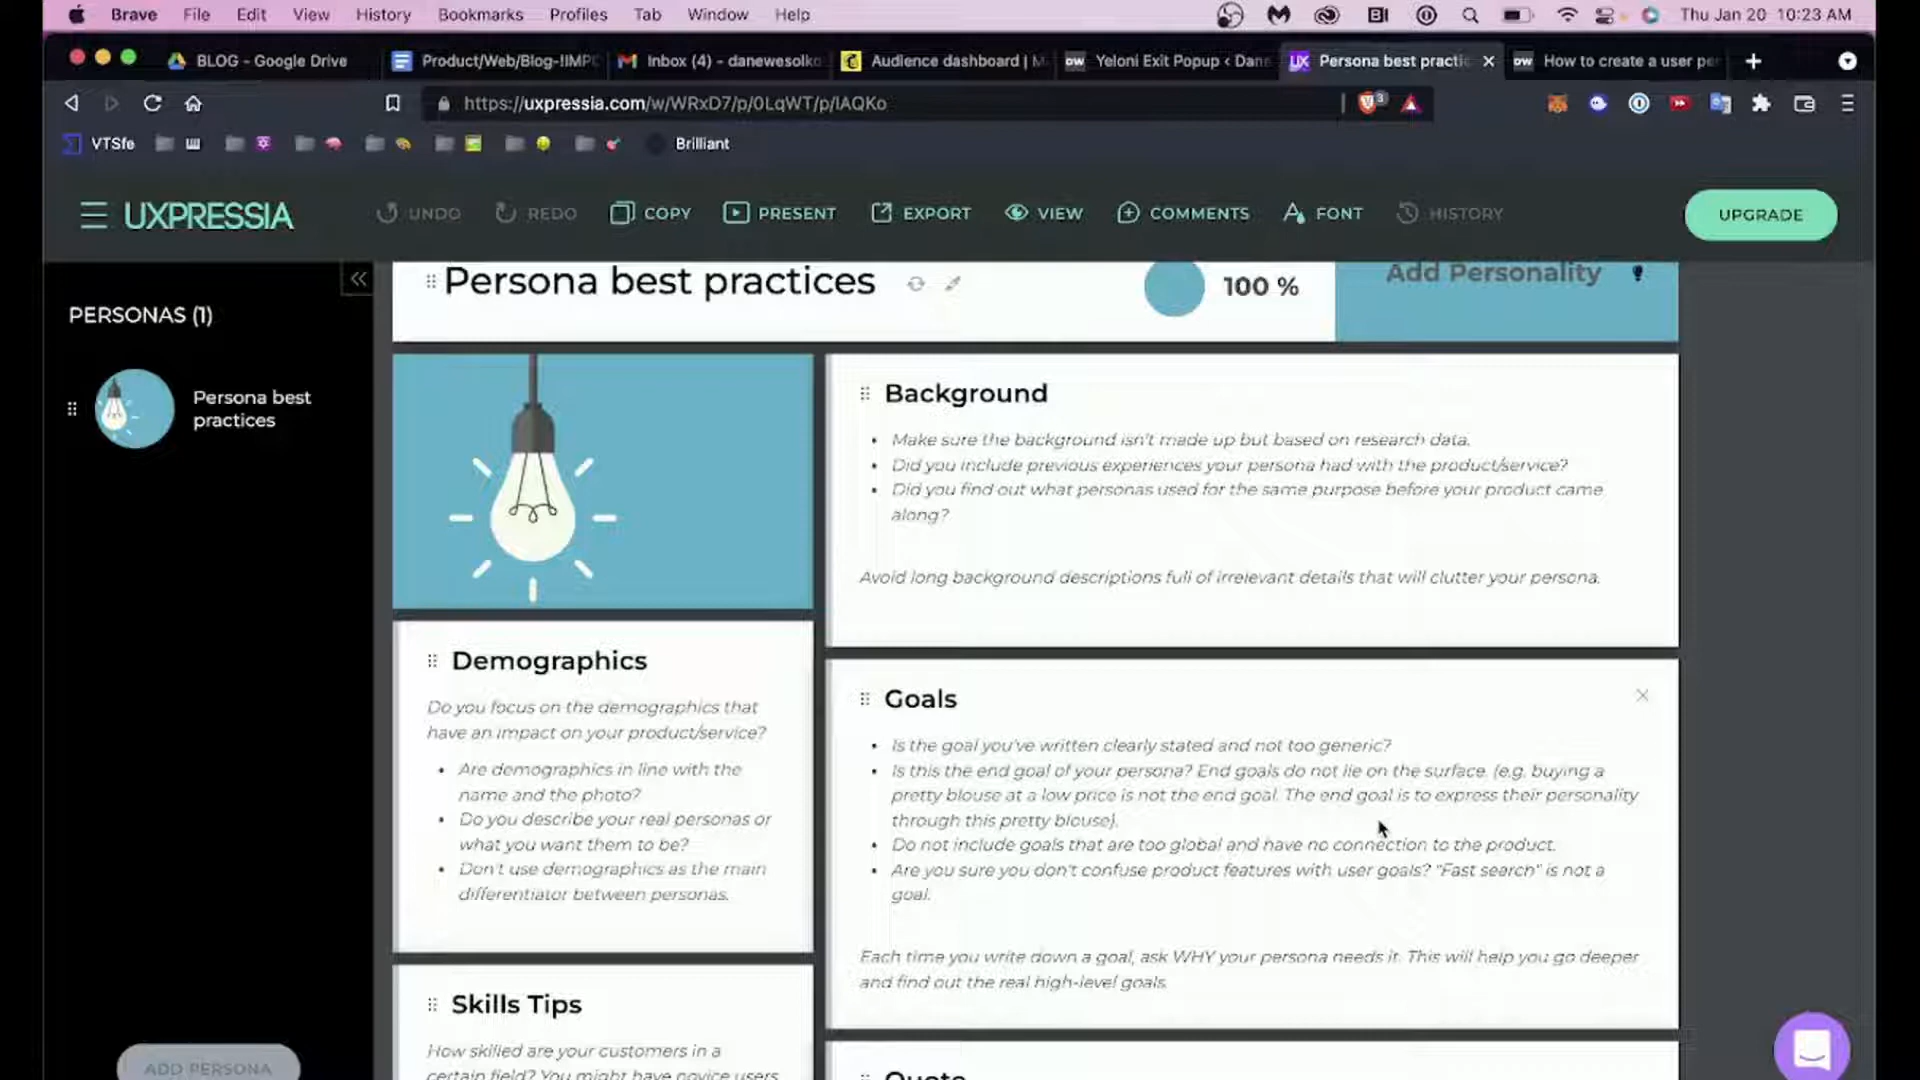 Brave File Edit View History Bookmarks Profiles Tab Window Help Thu Jan 20 10:23 AM
BLOG - Google Drive
Product/Web/Blog-!IMPO
Inbox (4) - danewesolko
Audience dashboard | M
Yeloni Exit Popup ‹ Dane
Persona best practic
How to create a user per
https://uxpressia.com/w/WRxD7/p/0LqWT/p/IAQKo
3
VTSfe
Brilliant
UXPRESSIA
UNDO REDO COPY PRESENT EXPORT VIEW COMMENTS FONT HISTORY
UPGRADE
PERSONAS (1)
Persona best
practices
ADD PERSONA
Persona best practices
100 %
Add Personality
Background
• Make sure the background isn't made up but based on research data.
• Did you include previous experiences your persona had with the product/service?
• Did you find out what personas used for the same purpose before your product came
along?
Avoid long background descriptions full of irrelevant details that will clutter your persona.
Demographics
Do you focus on the demographics that
have an impact on your product/service?
• Are demographics in line with the
name and the photo?
• Do you describe your real personas or
what you want them to be?
• Don't use demographics as the main
differentiator between personas.
Goals
• Is the goal you've written clearly stated and not too generic?
• Is this the end goal of your persona? End goals do not lie on the surface. (e.g. buying a
pretty blouse at a low price is not the end goal. The end goal is to express their personality
through this pretty blouse).
• Do not include goals that are too global and have no connection to the product.
• Are you sure you don't confuse product features with user goals? "Fast search" is not a
goal.
Each time you write down a goal, ask WHY your persona needs it. This will help you go deeper
and find out the real high-level goals.
Skills Tips
How skilled are your customers in a
certain field? You might have novice users
Quote